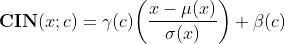 CIN(x; c) = γ(c)(x − μ(x) / σ(x)) + β(c)